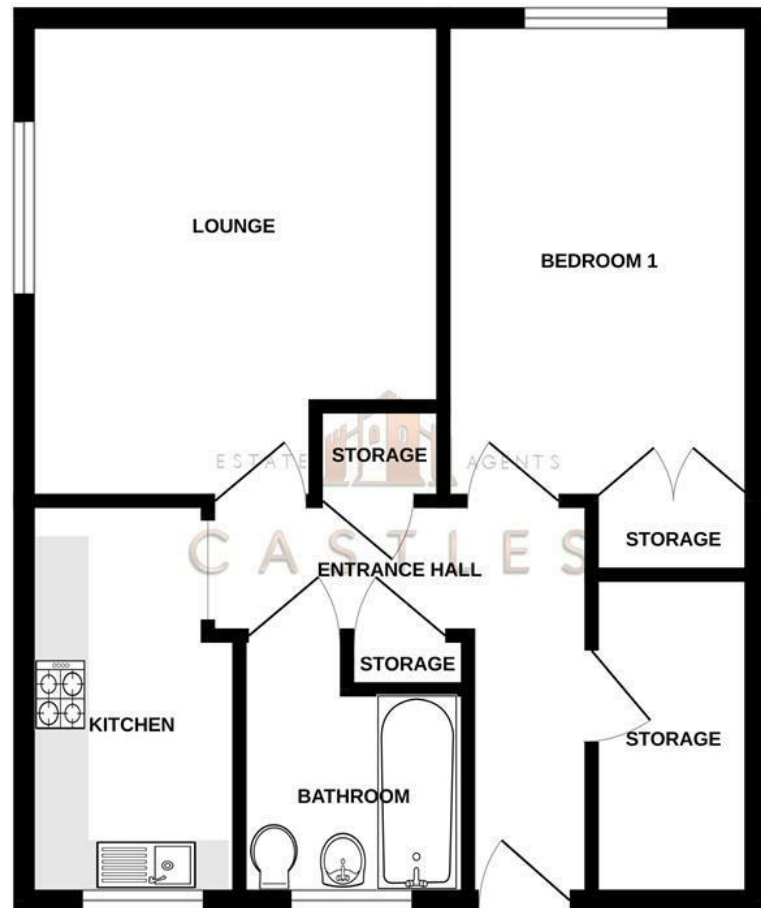 LOUNGE
BEDROOM 1
STORAGE
ESTATE AGENTS
CASTLES
STORAGE
ENTRANCE HALL
STORAGE
KITCHEN
STORAGE
BATHROOM